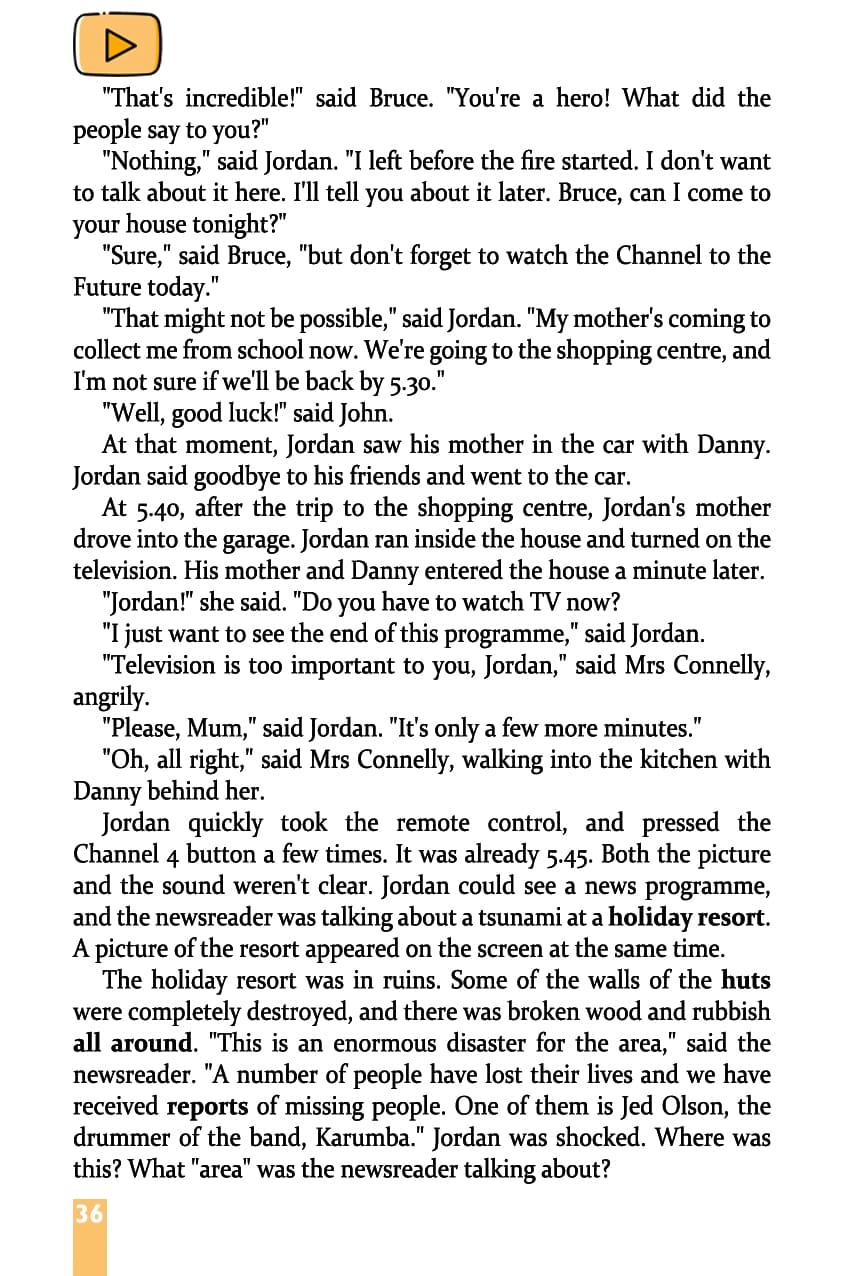 "That's incredible!" said Bruce. "You're a hero! What did the
people say to you?"
"Nothing," said Jordan. "I left before the fire started. I don't want
to talk about it here. I'll tell you about it later. Bruce, can I come to
your house tonight?"
"Sure," said Bruce, "but don't forget to watch the Channel to the
Future today."
"That might not be possible," said Jordan. "My mother's coming to
collect me from school now. We're going to the shopping centre, and
I'm not sure if we'll be back by 5.30."
"Well, good luck!" said John.
At that moment, Jordan saw his mother in the car with Danny.
Jordan said goodbye to his friends and went to the car.
At 5.40, after the trip to the shopping centre, Jordan's mother
drove into the garage. Jordan ran inside the house and turned on the
television. His mother and Danny entered the house a minute later.
"Jordan!" she said. "Do you have to watch TV now?
"I just want to see the end of this programme," said Jordan.
"Television is too important to you, Jordan," said Mrs Connelly,
angrily.
"Please, Mum," said Jordan. "It's only a few more minutes."
"Oh, all right," said Mrs Connelly, walking into the kitchen with
Danny behind her.
Jordan quickly took the remote control, and pressed the
Channel 4 button a few times. It was already 5.45. Both the picture
and the sound weren't clear. Jordan could see a news programme,
and the newsreader was talking about a tsunami at a holiday resort.
A picture of the resort appeared on the screen at the same time.
The holiday resort was in ruins. Some of the walls of the huts
were completely destroyed, and there was broken wood and rubbish
all around. "This is an enormous disaster for the area," said the
newsreader. "A number of people have lost their lives and we have
received reports of missing people. One of them is Jed Olson, the
drummer of the band, Karumba." Jordan was shocked. Where was
this? What "area" was the newsreader talking about?
36